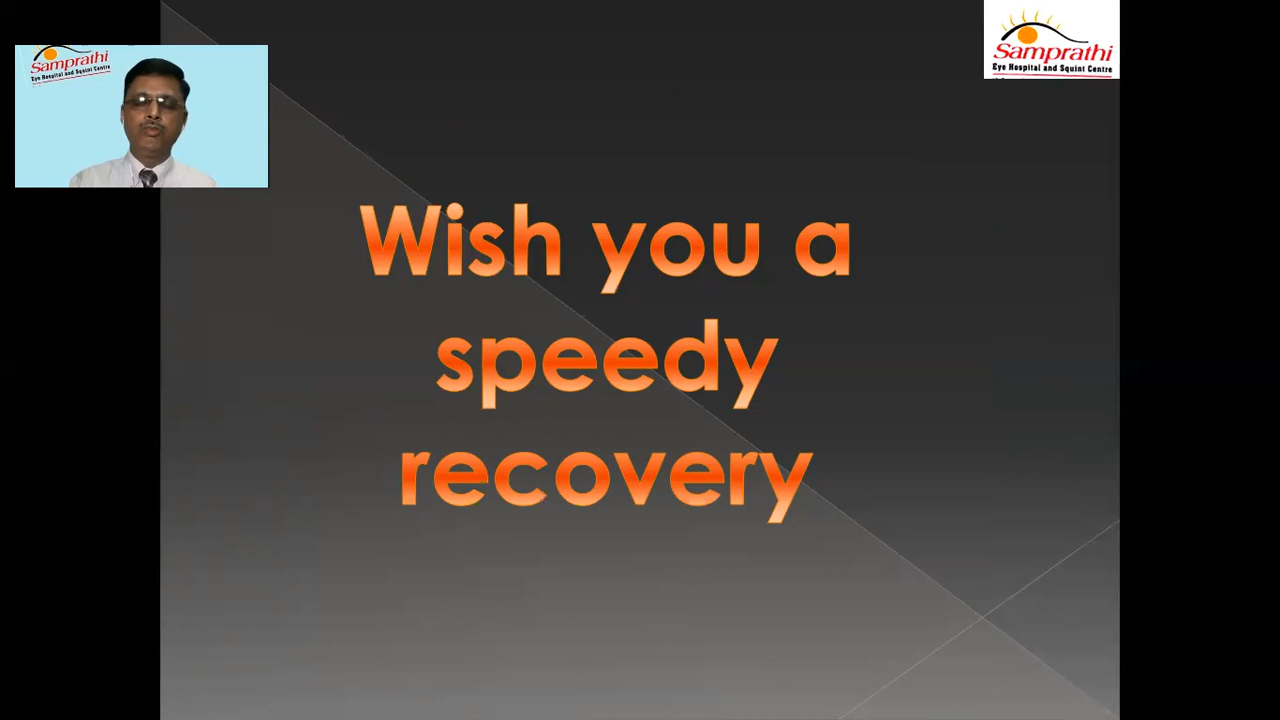 Samprathi
Eye Hospital and Squint Centre
Samprathi
Eye Hospital and Squint Centre
Wish you a
speedy
recovery